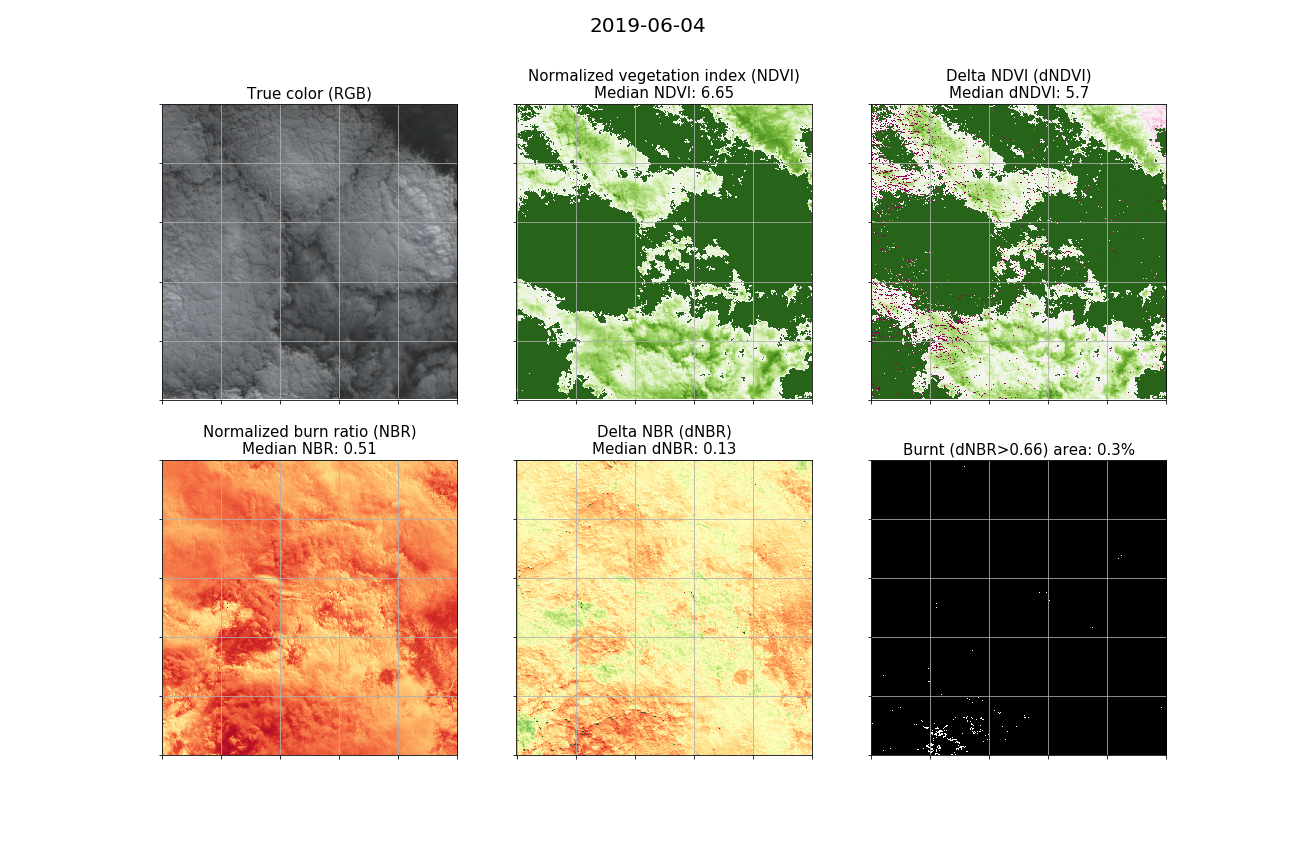 2019-06-04
True color (RGB)
Normalized vegetation index (NDVI)
Median NDVI: 6.65
Delta NDVI (dNDVI)
Median dNDVI: 5.7
Normalized burn ratio (NBR)
Median NBR: 0.51
Delta NBR (dNBR)
Median dNBR: 0.13
Burnt (dNBR>0.66) area: 0.3%